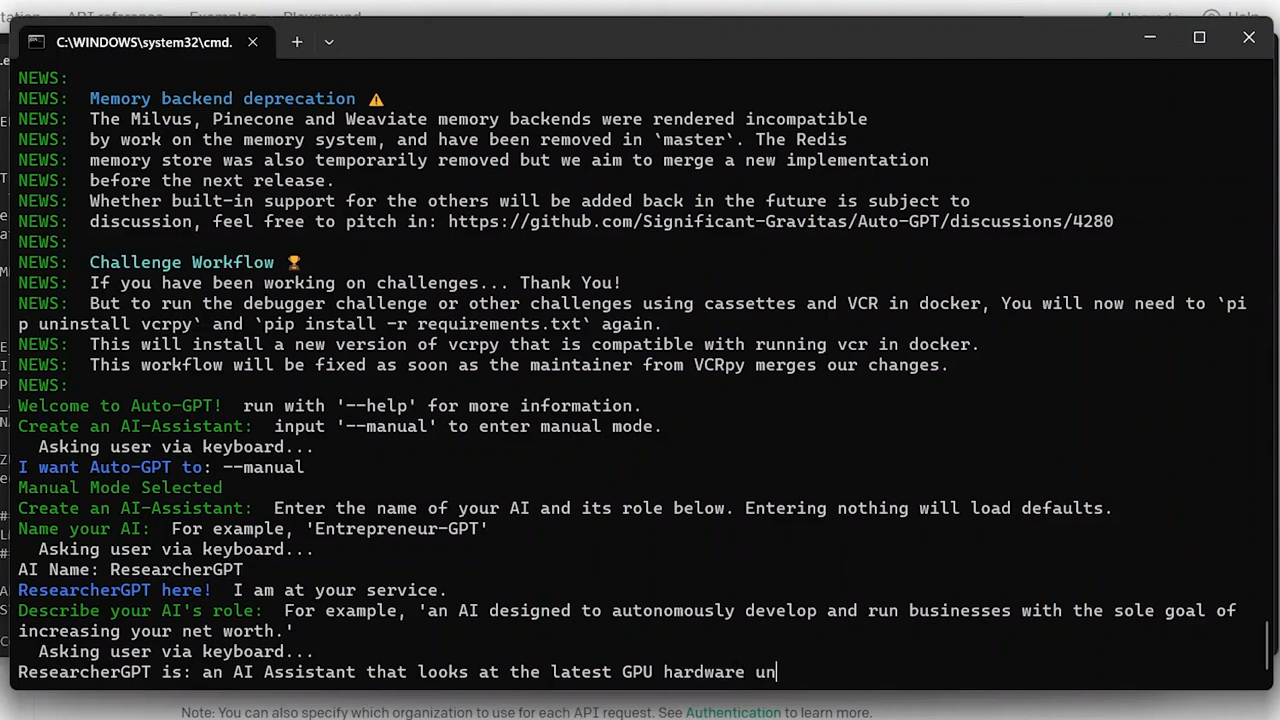 API reference Examples Playground Upgrade Help
C:\WINDOWS\system32\cmd.
NEWS:
NEWS: Memory backend deprecation ⚠️
NEWS: The Milvus, Pinecone and Weaviate memory backends were rendered incompatible
NEWS: by work on the memory system, and have been removed in `master`. The Redis
NEWS: memory store was also temporarily removed but we aim to merge a new implementation
NEWS: before the next release.
NEWS: Whether built-in support for the others will be added back in the future is subject to
NEWS: discussion, feel free to pitch in: https://github.com/Significant-Gravitas/Auto-GPT/discussions/4280
NEWS:
NEWS: Challenge Workflow 🏆
NEWS: If you have been working on challenges... Thank You!
NEWS: But to run the debugger challenge or other challenges using cassettes and VCR in docker, You will now need to `pi
p uninstall vcrpy` and `pip install -r requirements.txt` again.
NEWS: This will install a new version of vcrpy that is compatible with running vcr in docker.
NEWS: This workflow will be fixed as soon as the maintainer from VCRpy merges our changes.
NEWS:
Welcome to Auto-GPT! run with '--help' for more information.
Create an AI-Assistant: input '--manual' to enter manual mode.
Asking user via keyboard...
I want Auto-GPT to: --manual
Manual Mode Selected
Create an AI-Assistant: Enter the name of your AI and its role below. Entering nothing will load defaults.
Name your AI: For example, 'Entrepreneur-GPT'
Asking user via keyboard...
AI Name: ResearcherGPT
ResearcherGPT here! I am at your service.
Describe your AI's role: For example, 'an AI designed to autonomously develop and run businesses with the sole goal of
increasing your net worth.'
Asking user via keyboard...
ResearcherGPT is: an AI Assistant that looks at the latest GPU hardware un
Note: You can also specify which organization to use for each API request. See Authentication to learn more.